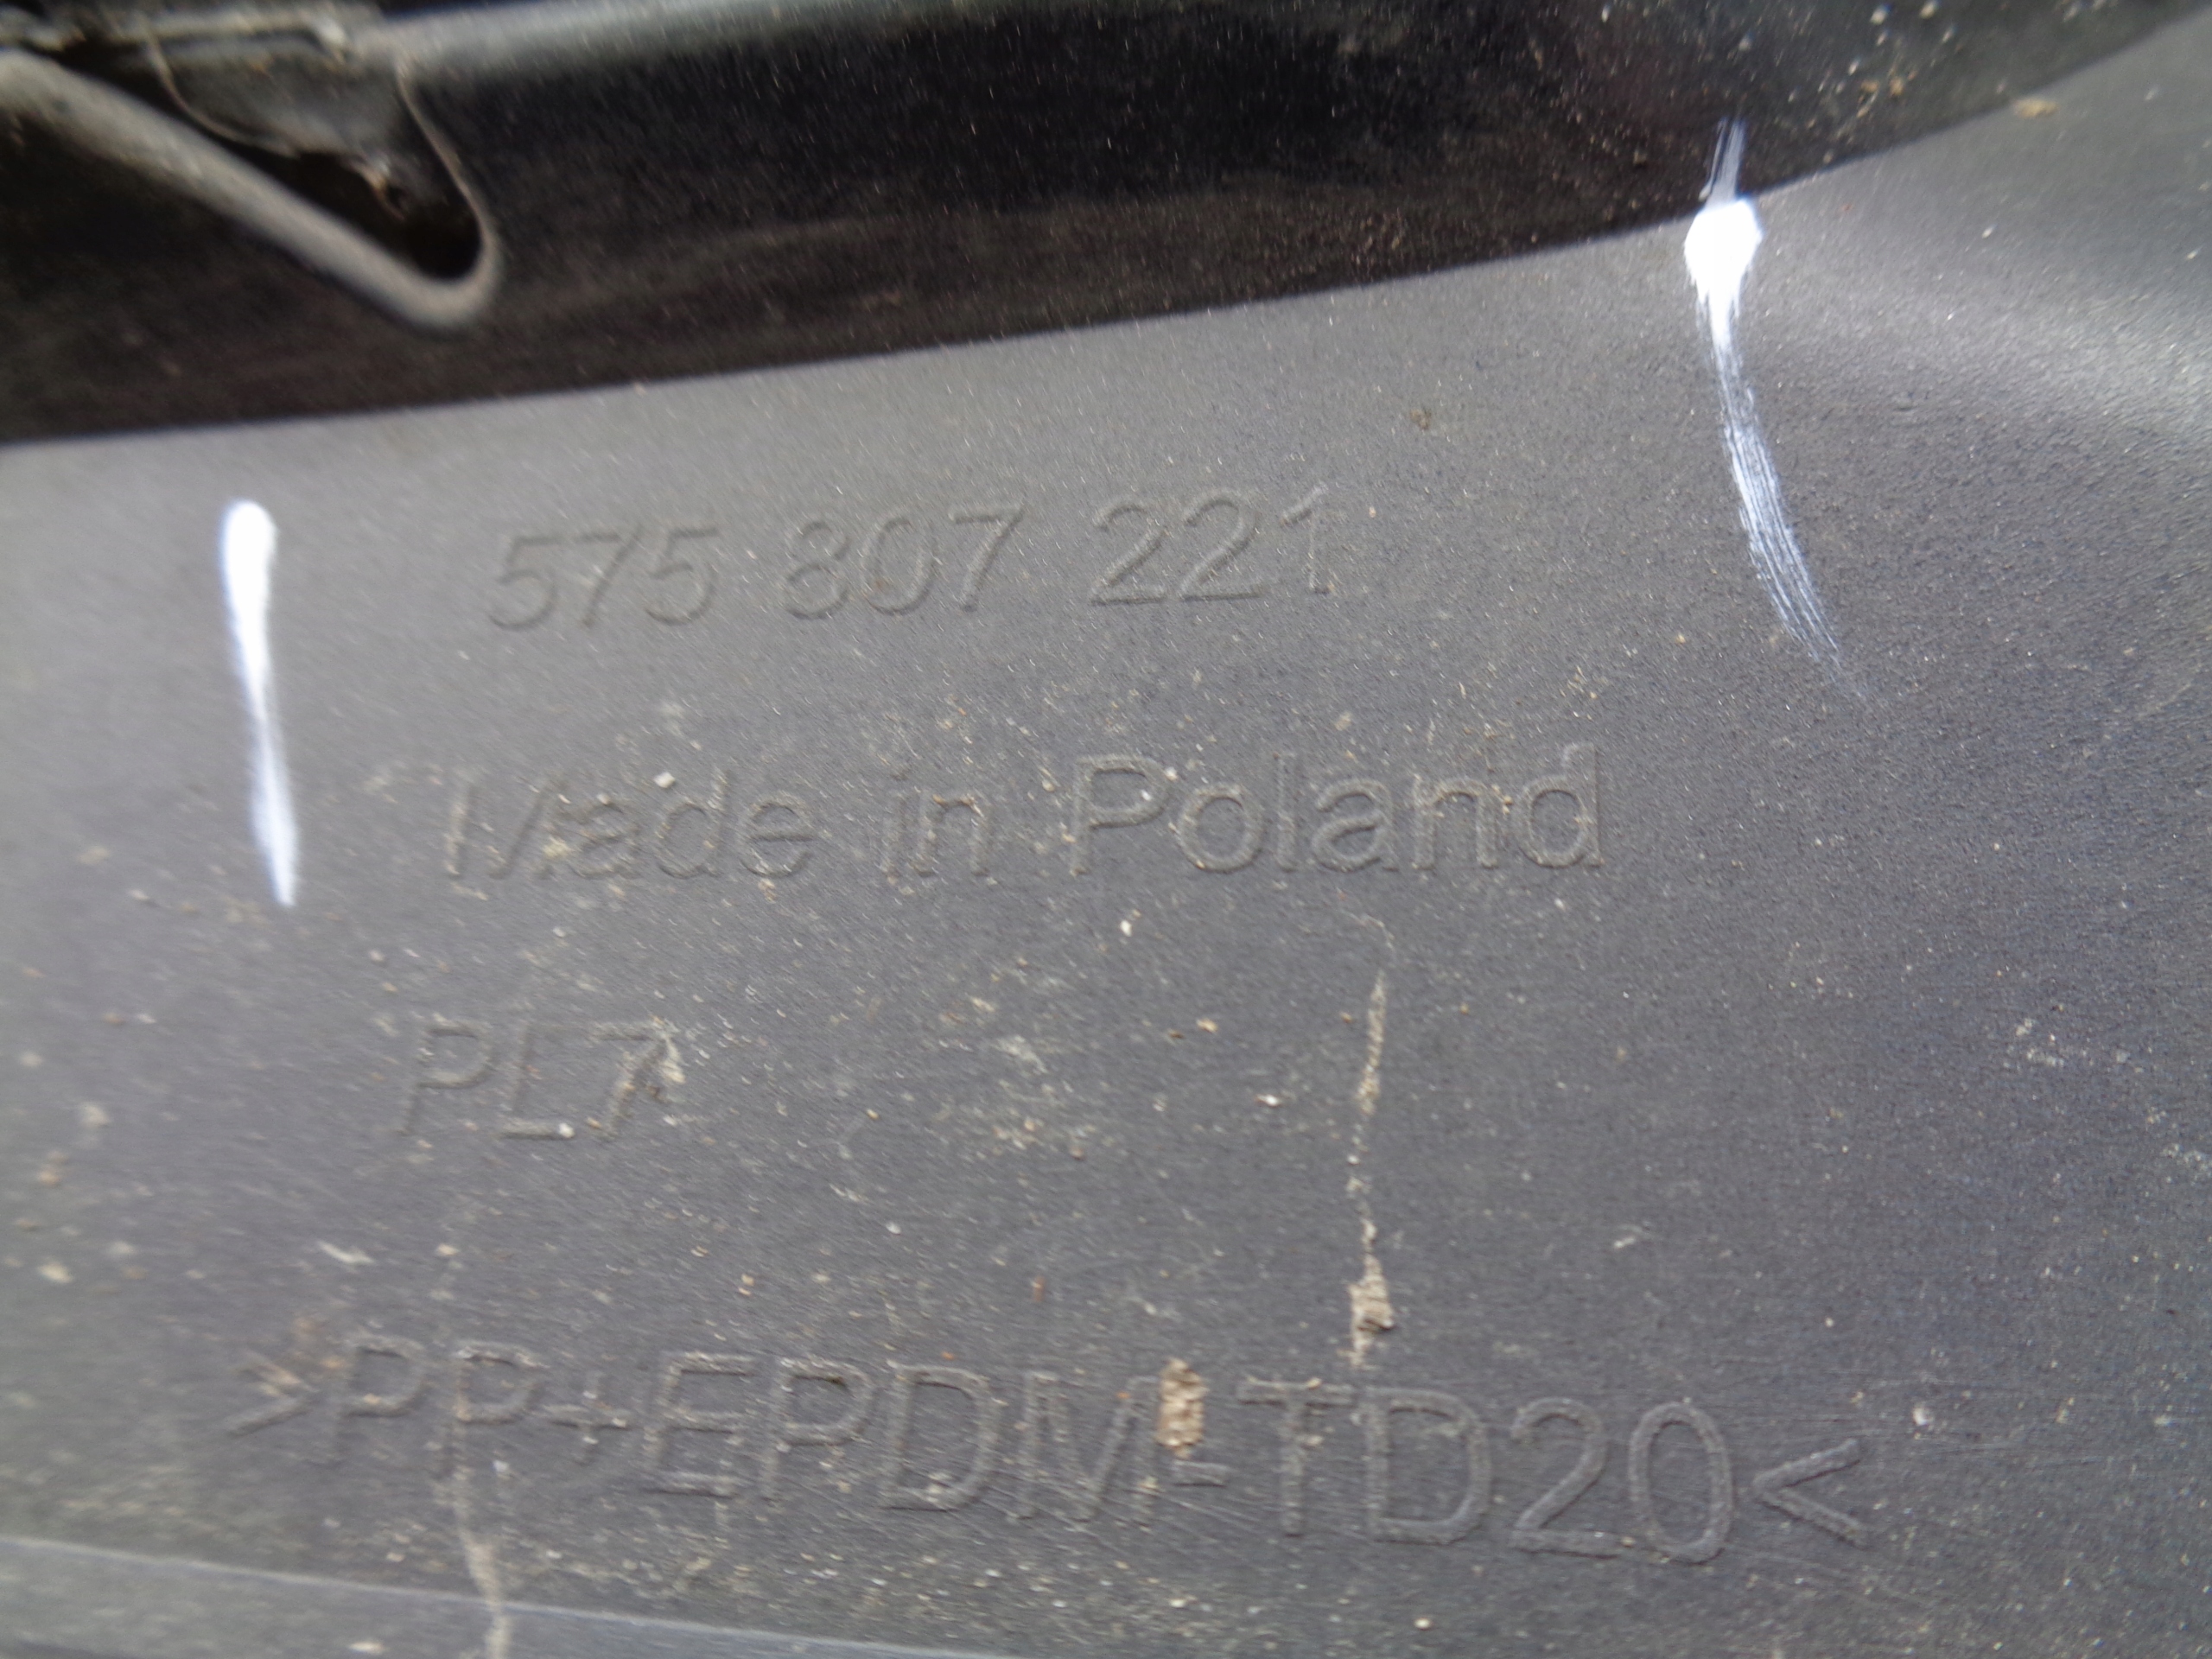 575 807 221
Made in Poland
PL7
>PP+EPDM-TD20<